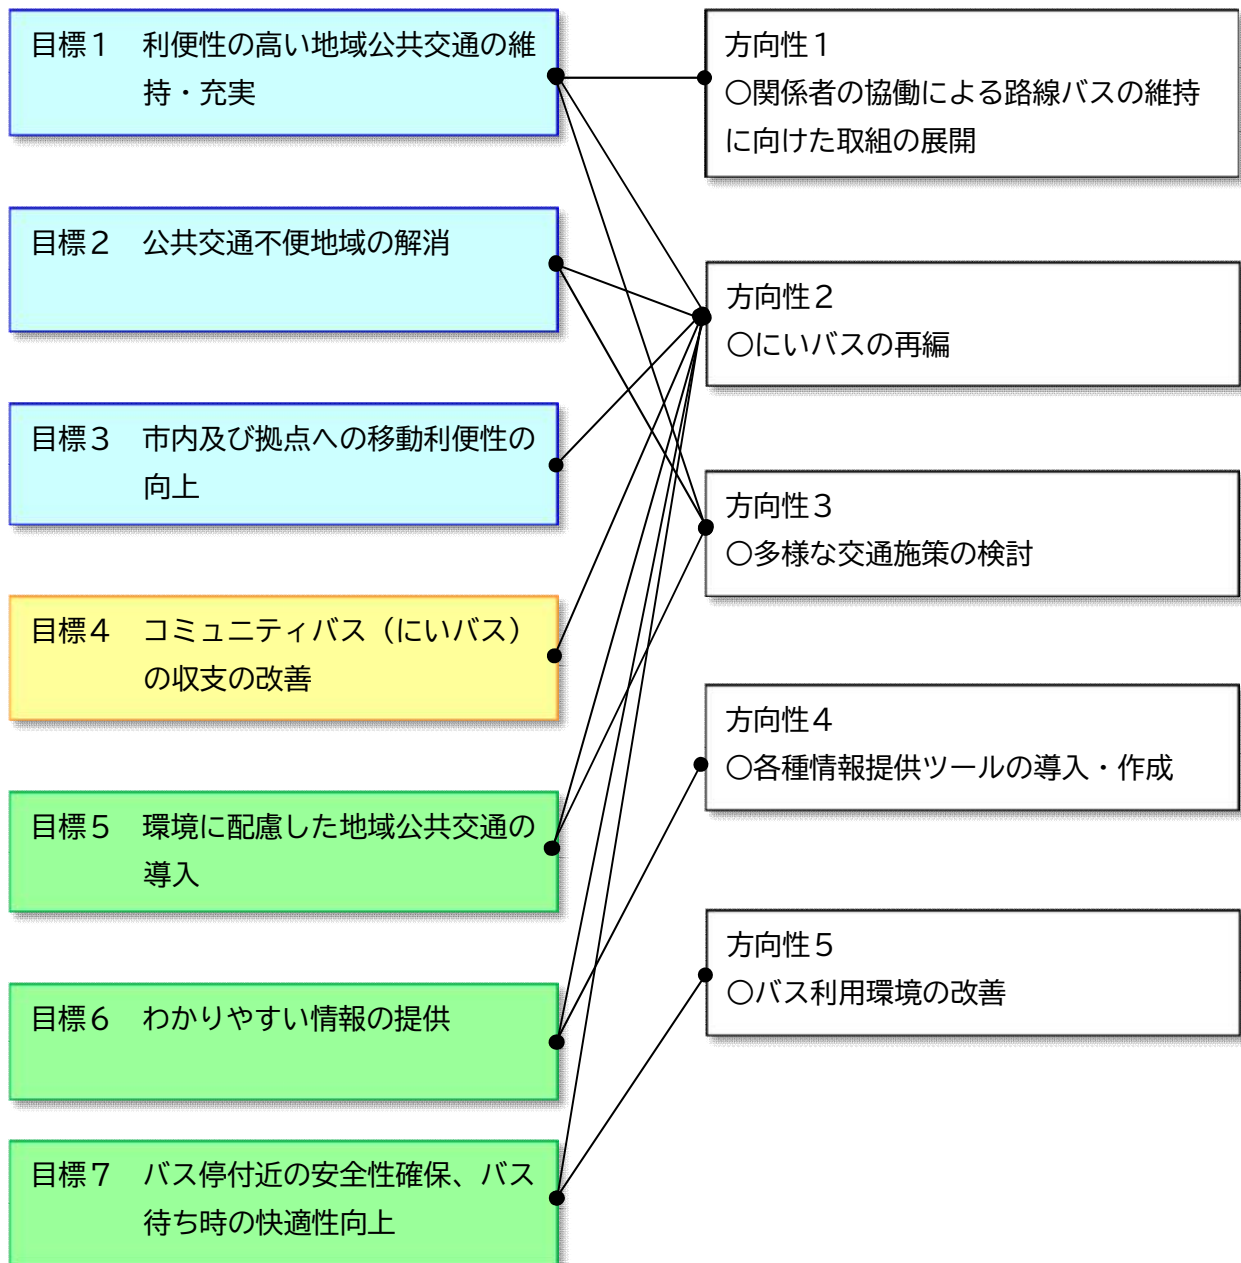 目標１　利便性の高い地域公共交通の維
持・充実
目標２　公共交通不便地域の解消
目標３　市内及び拠点への移動利便性の
向上
目標４　コミュニティバス（にいバス）
の収支の改善
目標５　環境に配慮した地域公共交通の
導入
目標６　わかりやすい情報の提供
目標７　バス停付近の安全性確保、バス
待ち時の快適性向上
方向性１
○関係者の協働による路線バスの維持
に向けた取組の展開
方向性２
○にいバスの再編
方向性３
○多様な交通施策の検討
方向性４
○各種情報提供ツールの導入・作成
方向性５
○バス利用環境の改善